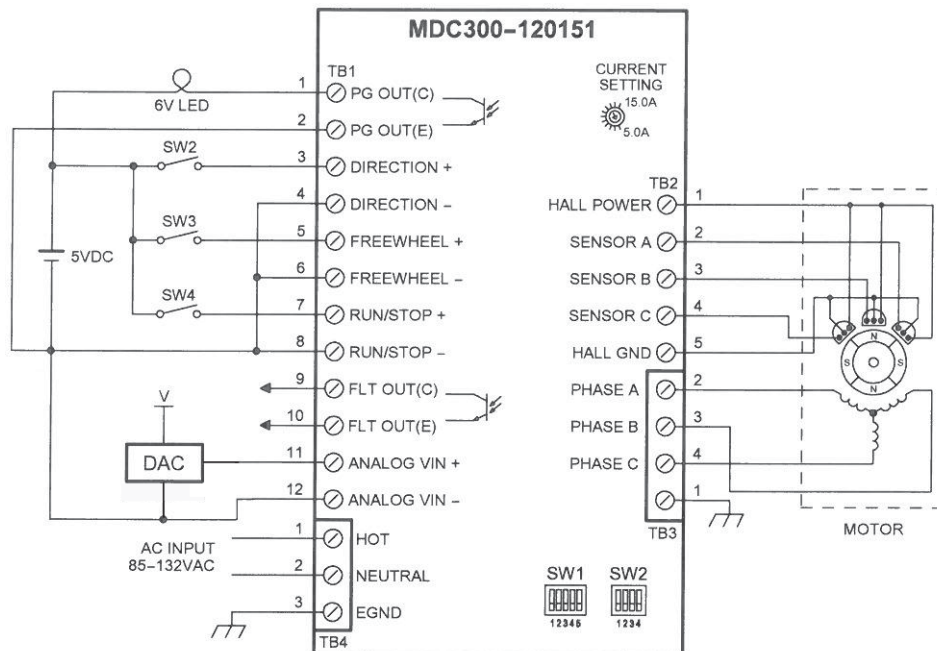 MDC300-120151
TB1
CURRENT
SETTING
15.0A
5.0A
6V LED
1 PG OUT(C)
2 PG OUT(E)
SW2
3 DIRECTION +
4 DIRECTION -
SW3
5 FREEWHEEL +
5VDC
6 FREEWHEEL -
SW4
7 RUN/STOP +
8 RUN/STOP -
9 FLT OUT(C)
10 FLT OUT(E)
V
DAC
11 ANALOG VIN +
12 ANALOG VIN -
AC INPUT
85-132VAC
1 HOT
2 NEUTRAL
3 EGND
TB4
TB2
HALL POWER 1
SENSOR A 2
SENSOR B 3
SENSOR C 4
HALL GND 5
PHASE A 2
PHASE B 3
PHASE C 4
1
TB3
N
S
S
N
MOTOR
SW1
12345
SW2
1234